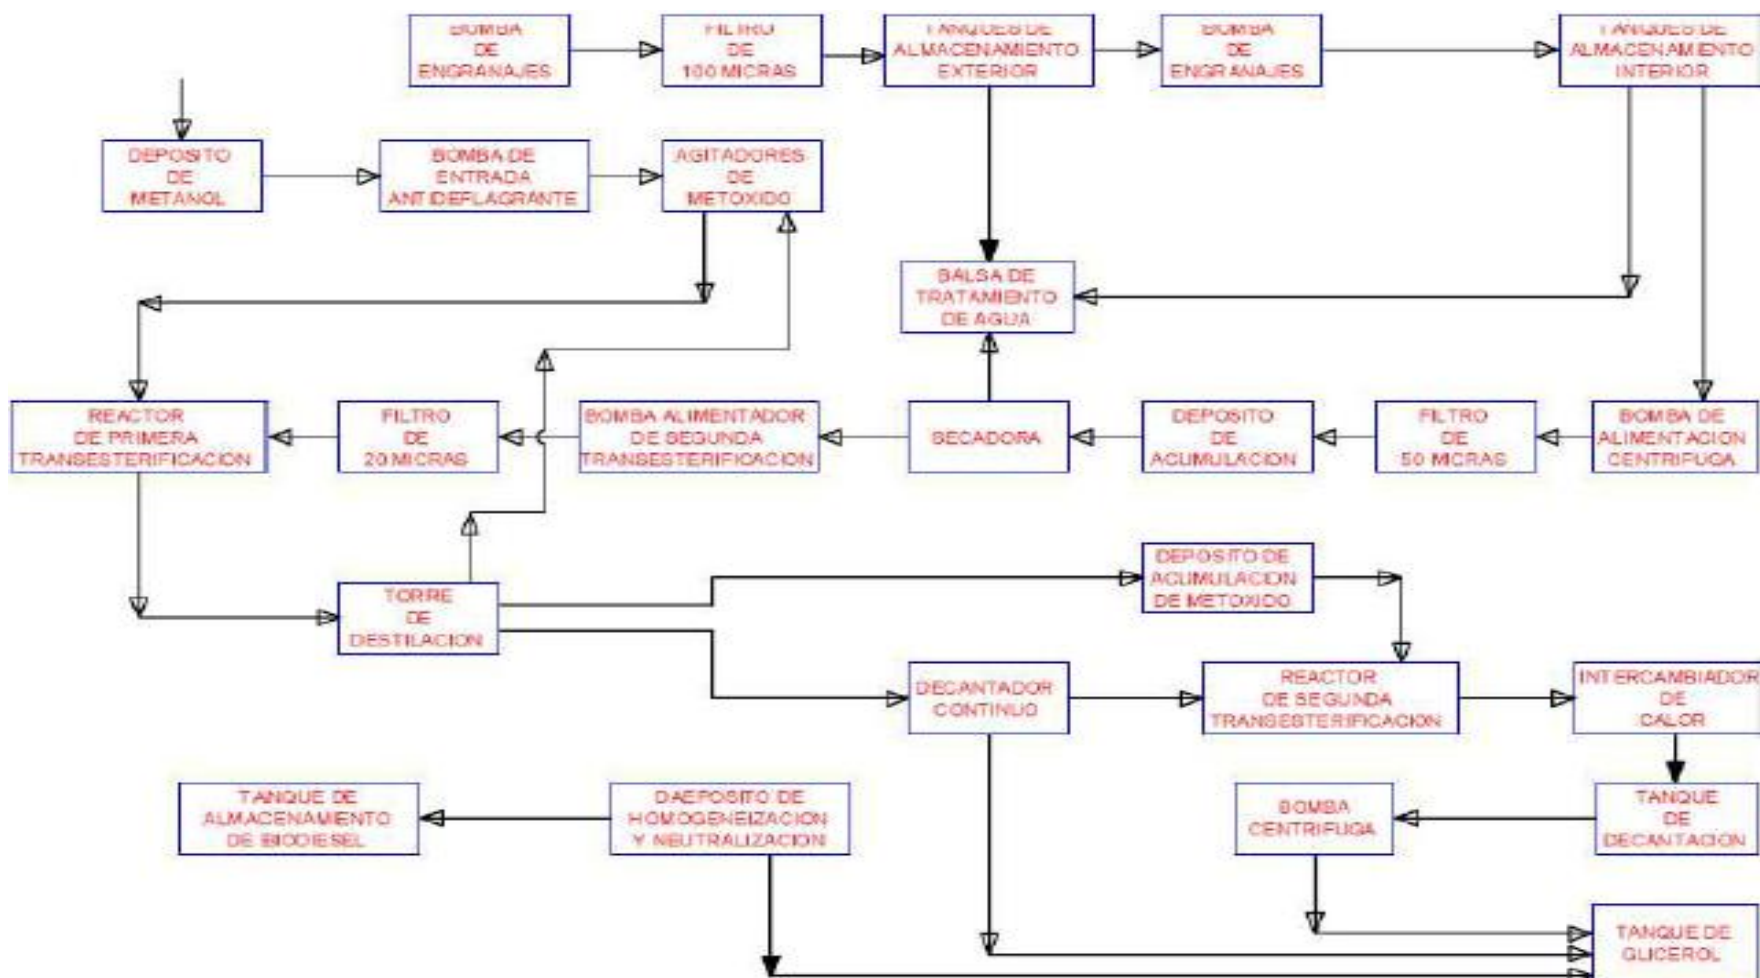 BOMBA
DE
ENGRANAJES
FILTRO
DE
100 MICRAS
TANQUES DE
ALMACENAMIENTO
EXTERIOR
BOMBA
DE
ENGRANAJES
TANQUES DE
ALMACENAMIENTO
INTERIOR
DEPOSITO
DE
METANOL
BOMBA DE
ENTRADA
ANTIDEFLAGRANTE
AGITADORES
DE
METOXIDO
BALSA DE
TRATAMIENTO
DE AGUA
REACTOR
DE PRIMERA
TRANSESTERIFICACION
FILTRO
DE
20 MICRAS
BOMBA ALIMENTADOR
DE SEGUNDA
TRANSESTERIFICACION
SECADORA
DEPOSITO
DE
ACUMULACION
FILTRO
DE
50 MICRAS
BOMBA DE
ALIMENTACION
CENTRIFUGA
TORRE
DE
DESTILACION
DEPOSITO DE
ACUMULACION
DE METOXIDO
DECANTADOR
CONTINUO
REACTOR
DE SEGUNDA
TRANSESTERIFICACION
INTERCAMBIADOR
DE
CALOR
TANQUE DE
ALMACENAMIENTO
DE BIODIESEL
DAEPOSITO DE
HOMOGENEIZACION
Y NEUTRALIZACION
BOMBA
CENTRIFUGA
TANQUE
DE
DECANTACION
TANQUE DE
GLICEROL